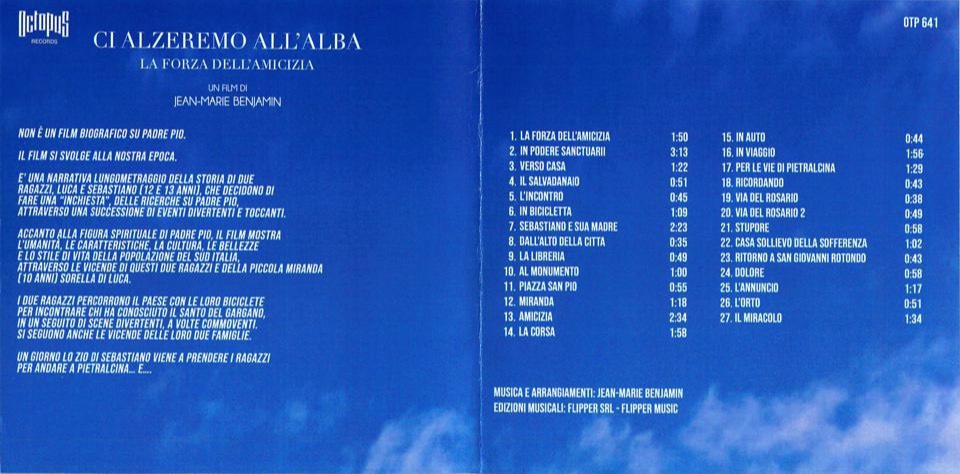 Octopus
RECORDS
CI ALZEREMO ALL'ALBA
LA FORZA DELL'AMICIZIA
UN FILM DI
JEAN-MARIE BENJAMIN
NON È UN FILM BIOGRAFICO SU PADRE PIO.
IL FILM SI SVOLGE ALLA NOSTRA EPOCA.
E' UNA NARRATIVA LUNGOMETRAGGIO DELLA STORIA DI DUE
RAGAZZI, LUCA E SEBASTIANO (12 E 13 ANNI), CHE DECIDONO DI
FARE UNA "INCHIESTA", DELLE RICERCHE SU PADRE PIO,
ATTRAVERSO UNA SUCCESSIONE DI EVENTI DIVERTENTI E TOCCANTI.
ACCANTO ALLA FIGURA SPIRITUALE DI PADRE PIO, IL FILM MOSTRA
L'UMANITÀ, LE CARATTERISTICHE, LA CULTURA, LE BELLEZZE
E LO STILE DI VITA DELLA POPOLAZIONE DEL SUD ITALIA,
ATTRAVERSO LE VICENDE DI QUESTI DUE RAGAZZI E DELLA PICCOLA MIRANDA
(10 ANNI) SORELLA DI LUCA.
I DUE RAGAZZI PERCORRONO IL PAESE CON LE LORO BICICLETE
PER INCONTRARE CHI HA CONOSCIUTO IL SANTO DEL GARGANO,
IN UN SEGUITO DI SCENE DIVERTENTI, A VOLTE COMMOVENTI.
SI SEGUONO ANCHE LE VICENDE DELLE LORO DUE FAMIGLIE.
UN GIORNO LO ZIO DI SEBASTIANO VIENE A PRENDERE I RAGAZZI
PER ANDARE A PIETRALCINA... E....
OTP 641
1. LA FORZA DELL'AMICIZIA 1:50
2. IN PODERE SANCTUARII 3:13
3. VERSO CASA 1:22
4. IL SALVADANAIO 0:51
5. L'INCONTRO 0:45
6. IN BICICLETTA 1:09
7. SEBASTIANO E SUA MADRE 2:23
8. DALL'ALTO DELLA CITTA 0:35
9. LA LIBRERIA 0:49
10. AL MONUMENTO 1:00
11. PIAZZA SAN PIO 0:55
12. MIRANDA 1:18
13. AMICIZIA 2:34
14. LA CORSA 1:58
15. IN AUTO 0:44
16. IN VIAGGIO 1:56
17. PER LE VIE DI PIETRALCINA 1:29
18. RICORDANDO 0:43
19. VIA DEL ROSARIO 0:38
20. VIA DEL ROSARIO 2 0:49
21. STUPORE 0:58
22. CASA SOLLIEVO DELLA SOFFERENZA 1:02
23. RITORNO A SAN GIOVANNI ROTONDO 0:43
24. DOLORE 0:58
25. L'ANNUNCIO 1:17
26. L'ORTO 0:51
27. IL MIRACOLO 1:34
MUSICA E ARRANGIAMENTI: JEAN-MARIE BENJAMIN
EDIZIONI MUSICALI: FLIPPER SRL - FLIPPER MUSIC